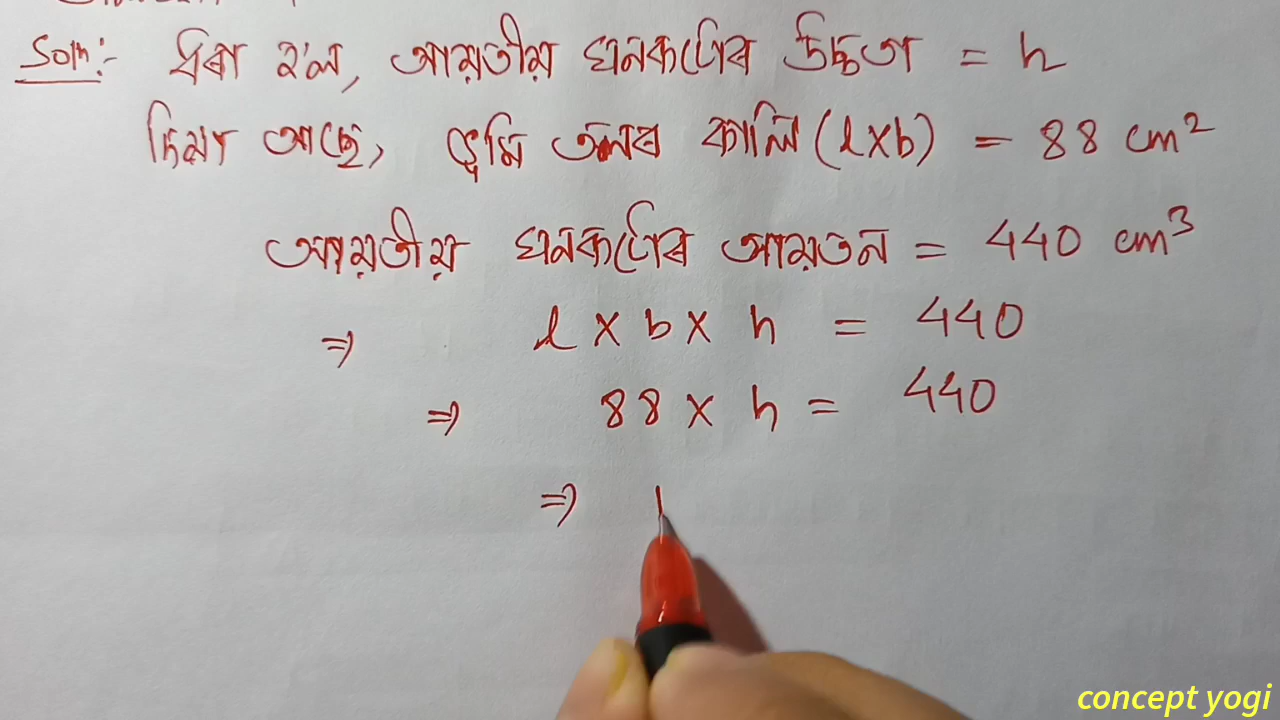 Soln:- ধৰা হ'ল, আয়তীয় ঘনকটোৰ উচ্চতা = h
দিয়া আছে, ভূমি তলৰ কালি (l×b) = 88 cm²
আয়তীয় ঘনকটোৰ আয়তন = 440 cm³
⇒ l × b × h = 440
⇒ 88 × h = 440
⇒
concept yogi